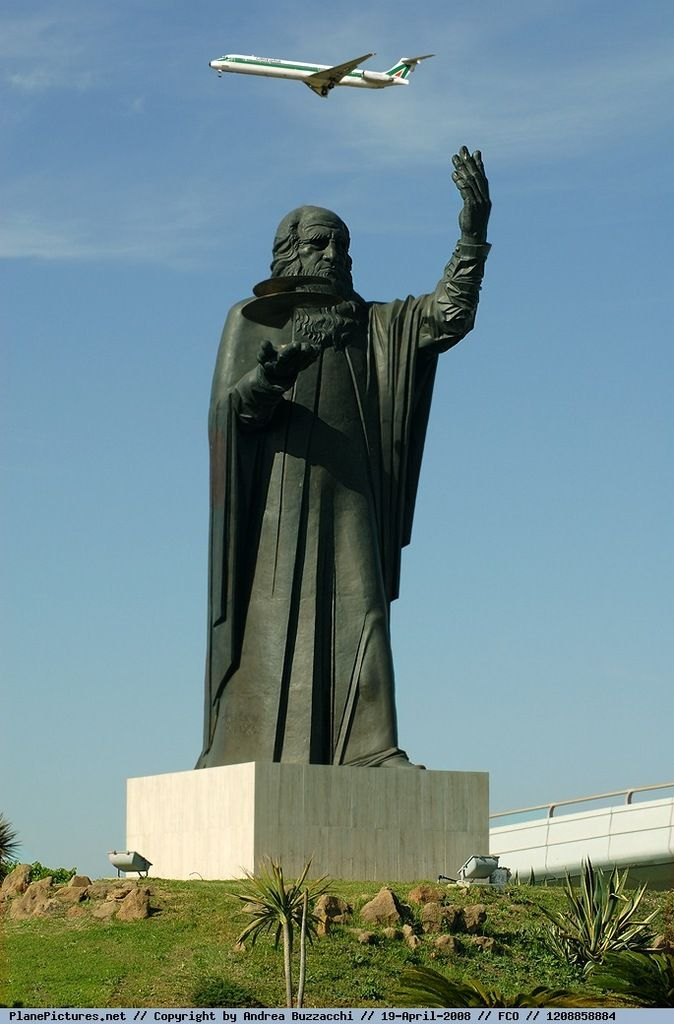 PlanePictures.net // Copyright by Andrea Buzzacchi // 19-April-2008 // FCO // 1208858884